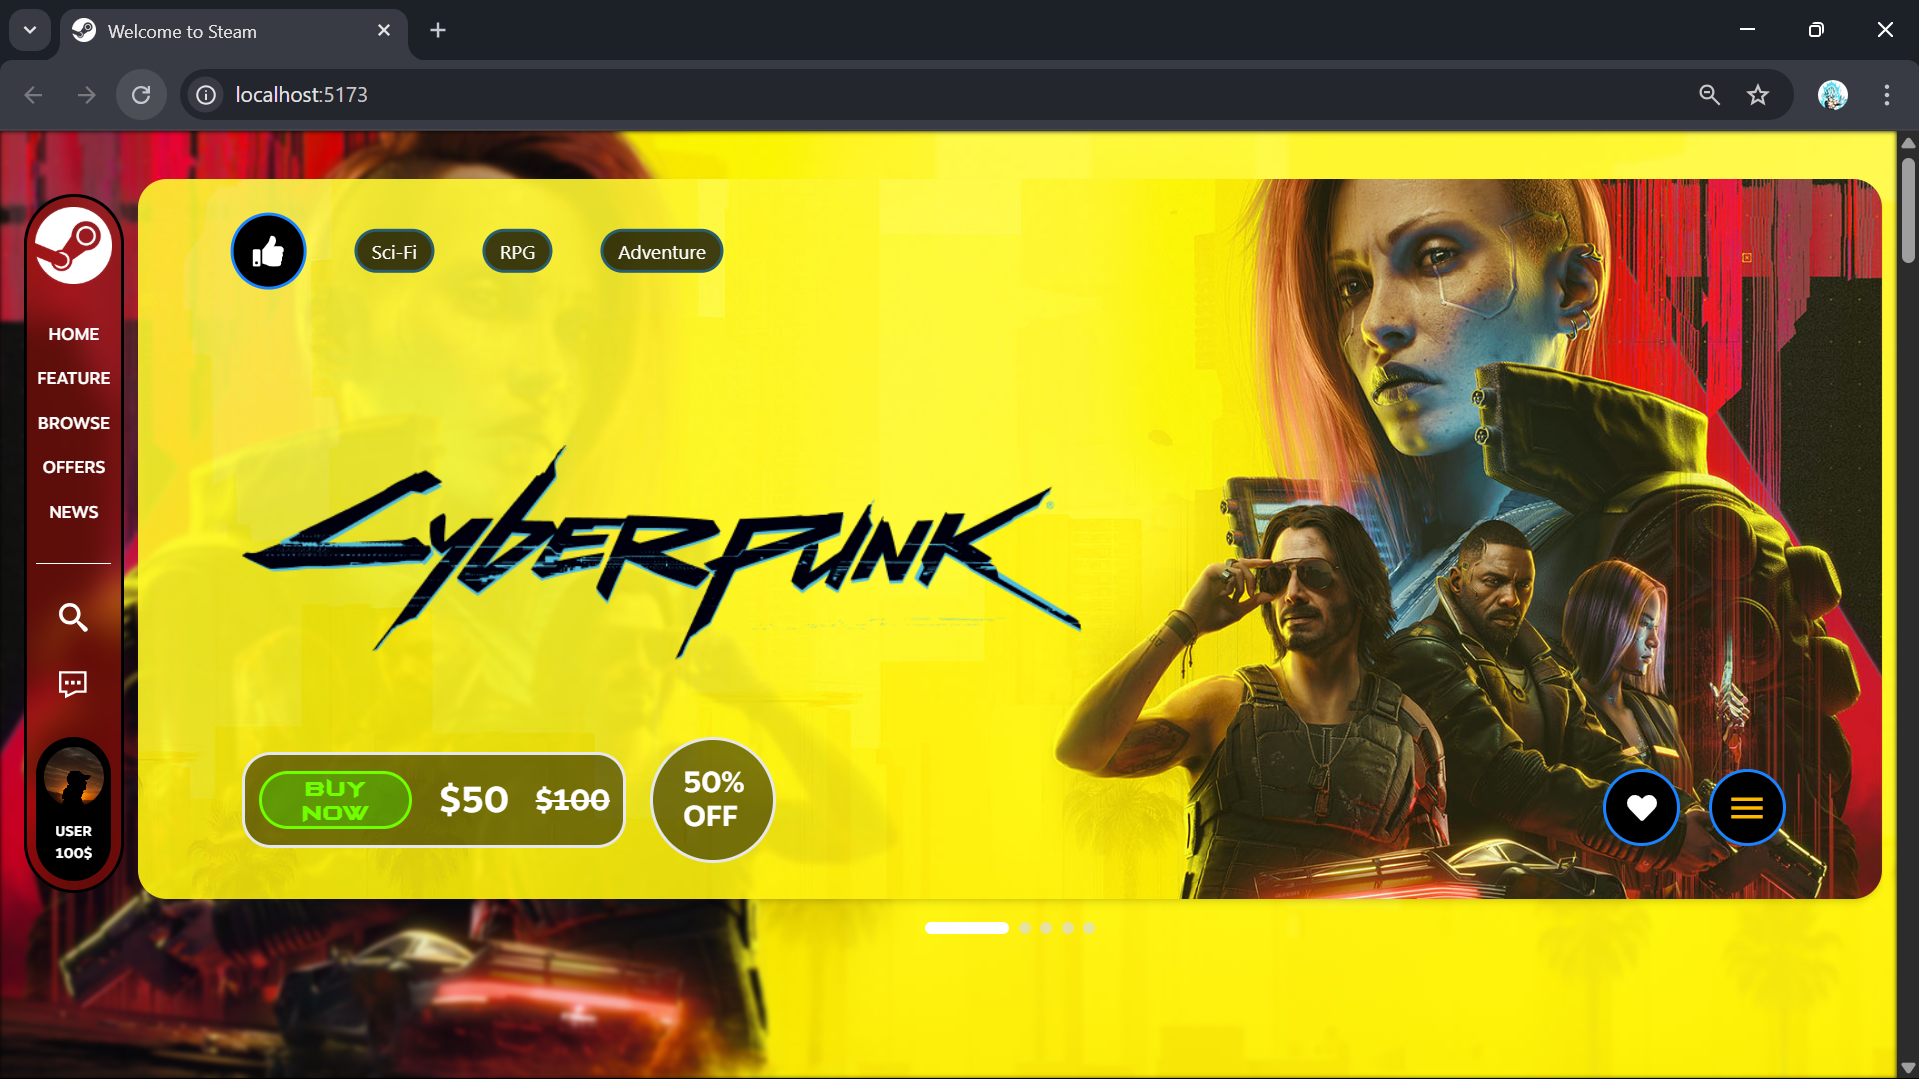 Welcome to Steam
localhost:5173
Sci-Fi
RPG
Adventure
HOME
FEATURE
BROWSE
OFFERS
NEWS
CYBERPUNK
BUY
NOW
$50
$100
50%
OFF
USER
100$